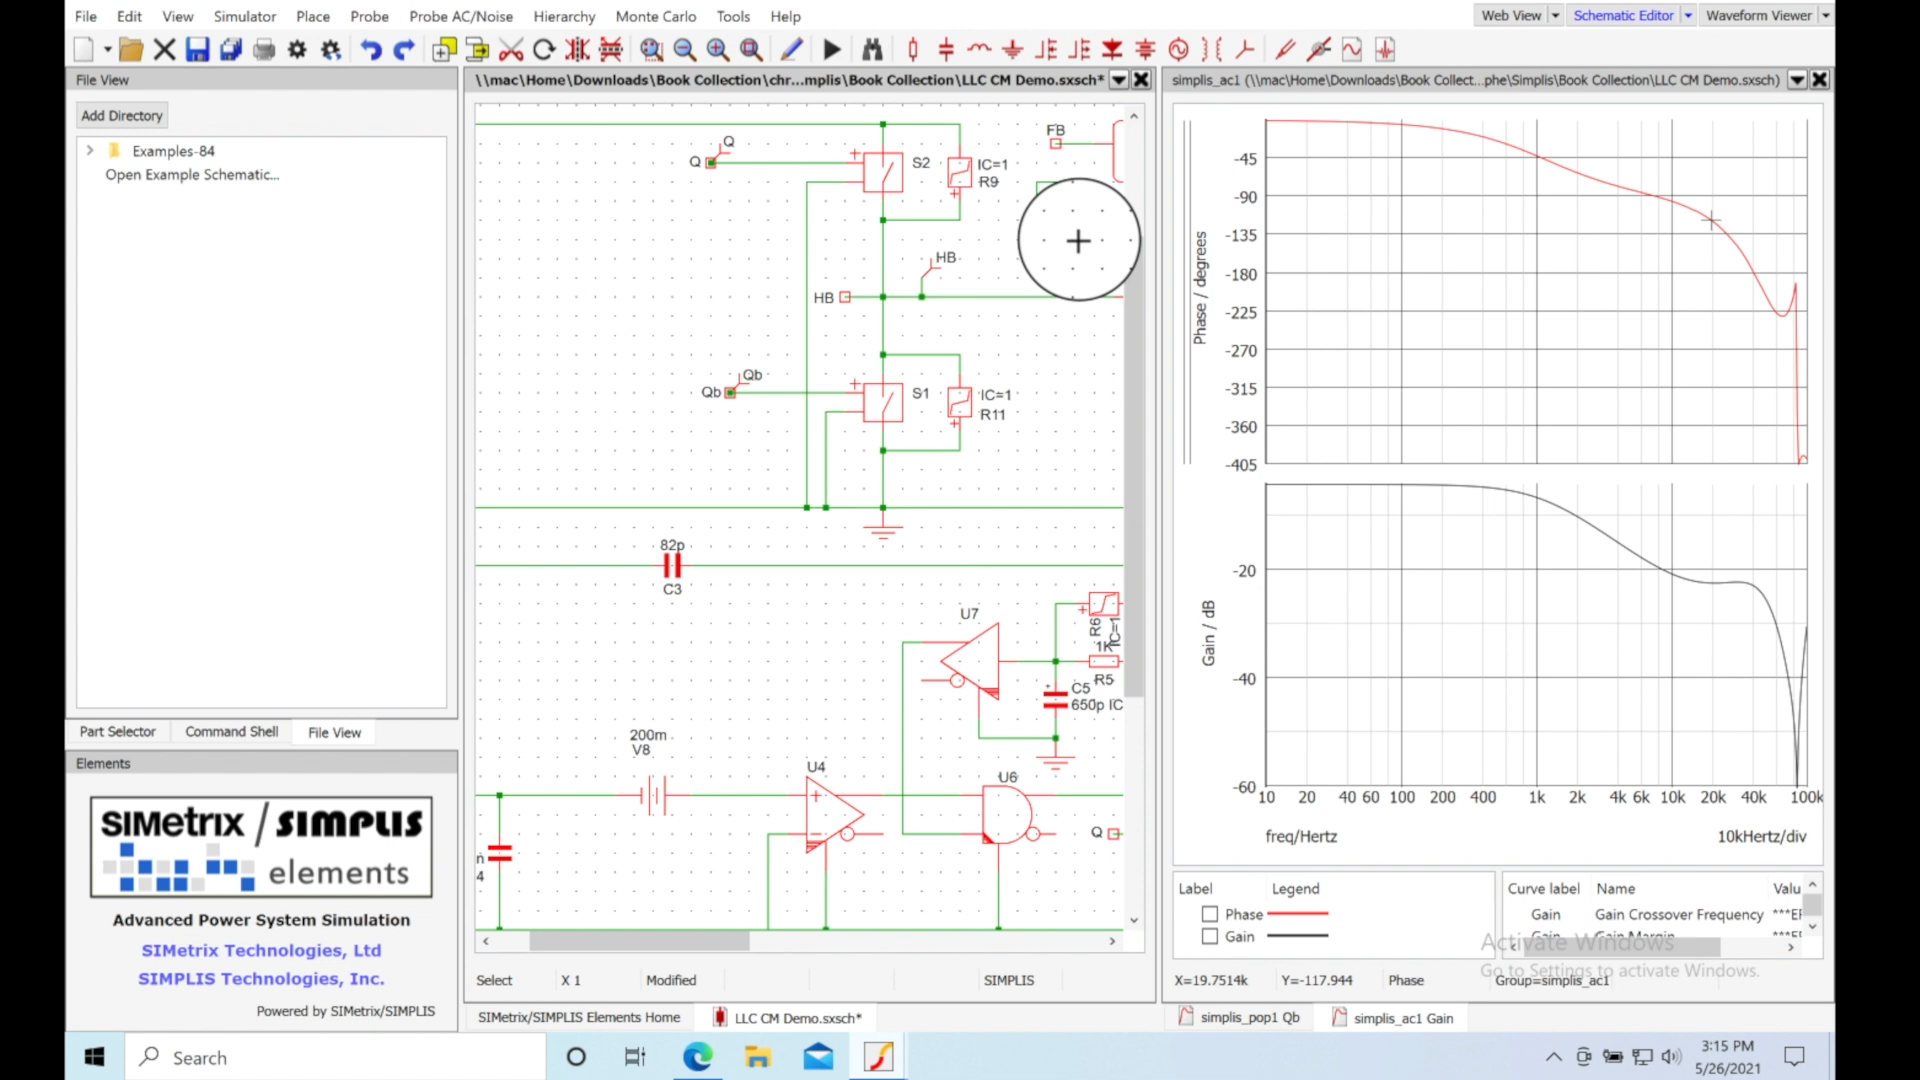 File Edit View Simulator Place Probe Probe AC/Noise Hierarchy Monte Carlo Tools Help
Web View Schematic Editor Waveform Viewer
File View
Add Directory
Examples-84
Open Example Schematic...
Part Selector Command Shell File View
Elements
SIMetrix / SIMPLIS
elements
Advanced Power System Simulation
SIMetrix Technologies, Ltd
SIMPLIS Technologies, Inc.
Powered by SIMetrix/SIMPLIS
\\mac\Home\Downloads\Book Collection\chr...mplis\Book Collection\LLC CM Demo.sxsch*
Q
Q
S2
IC=1
R9
FB
HB
HB
Qb
Qb
S1
IC=1
R11
82p
C3
U7
R6
IC=1
1K
R5
C5
650p IC
200m
V8
U4
U6
Q
n
4
Select X 1 Modified SIMPLIS
SIMetrix/SIMPLIS Elements Home LLC CM Demo.sxsch*
simplis_ac1 (\\mac\Home\Downloads\Book Collect...phe\Simplis\Book Collection\LLC CM Demo.sxsch)
Phase / degrees
-45
-90
-135
-180
-225
-270
-315
-360
-405
Gain / dB
-20
-40
-60
10 20 40 60 100 200 400 1k 2k 4k 6k 10k 20k 40k 100k
freq/Hertz 10kHertz/div
Label Legend
Phase
Gain
Curve label Name Valu
Gain Gain Crossover Frequency ***EI
Gain Gain Margin
Activate Windows
Go to Settings to activate Windows.
X=19.7514k Y=-117.944 Phase Group=simplis_ac1
simplis_pop1 Qb simplis_ac1 Gain
Search
3:15 PM
5/26/2021